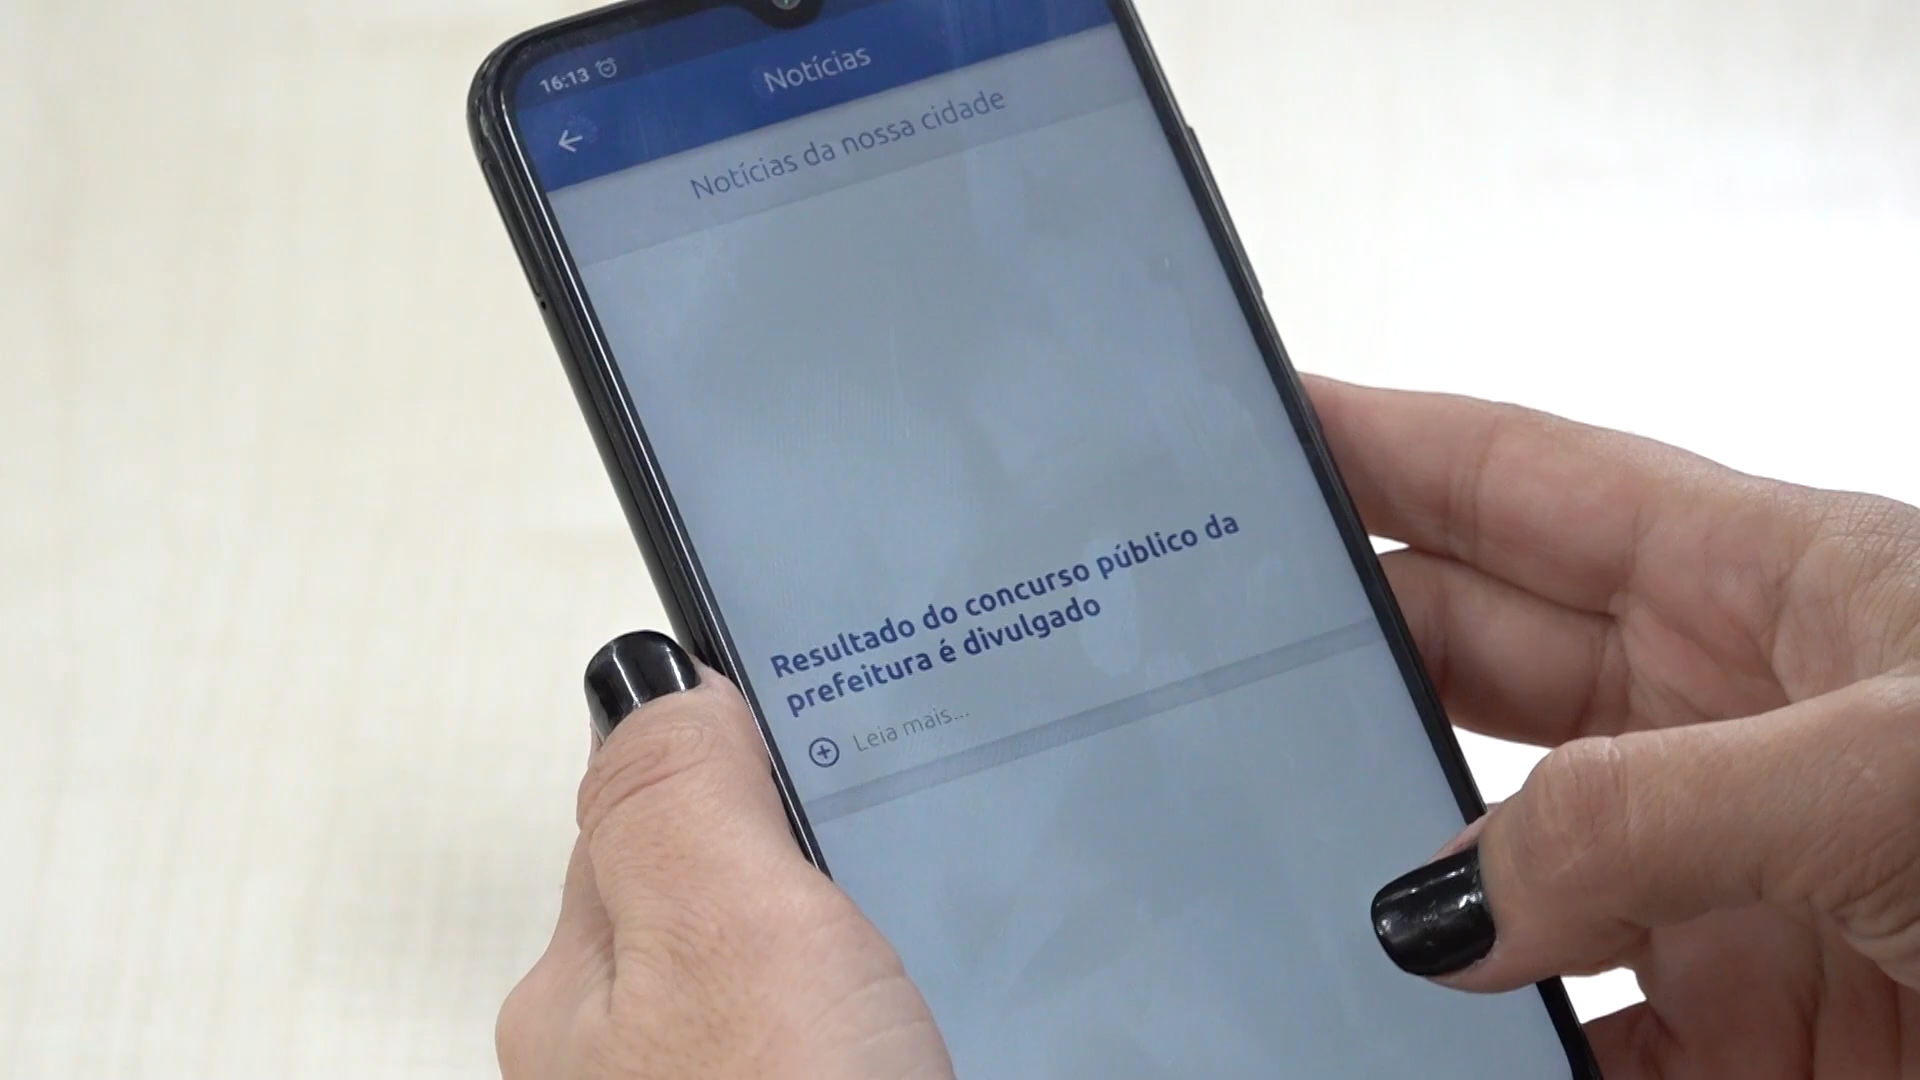 16:13
Notícias
Notícias da nossa cidade
Resultado do concurso público da
prefeitura é divulgado
Leia mais...